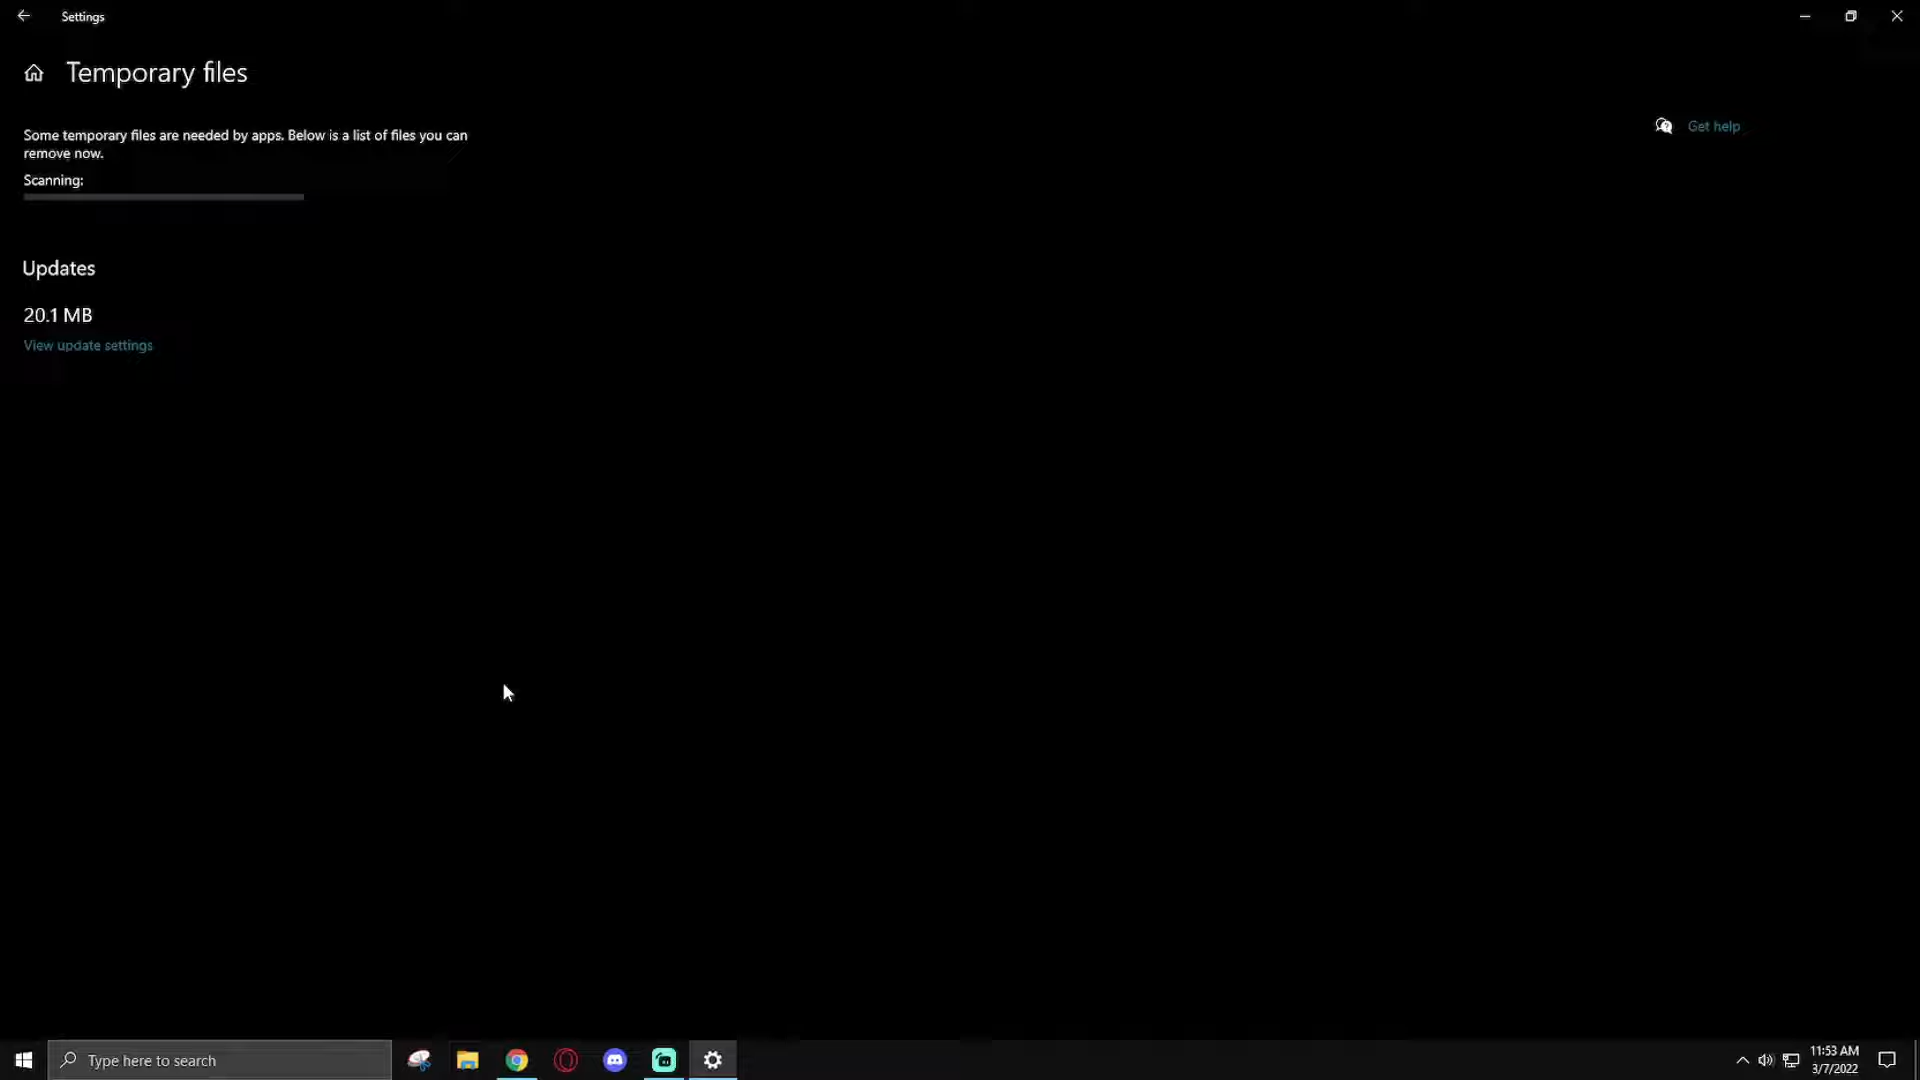 Settings
Temporary files
Some temporary files are needed by apps. Below is a list of files you can
remove now.
Get help
Scanning:
Updates
20.1 MB
View update settings
Type here to search
11:53 AM
3/7/2022